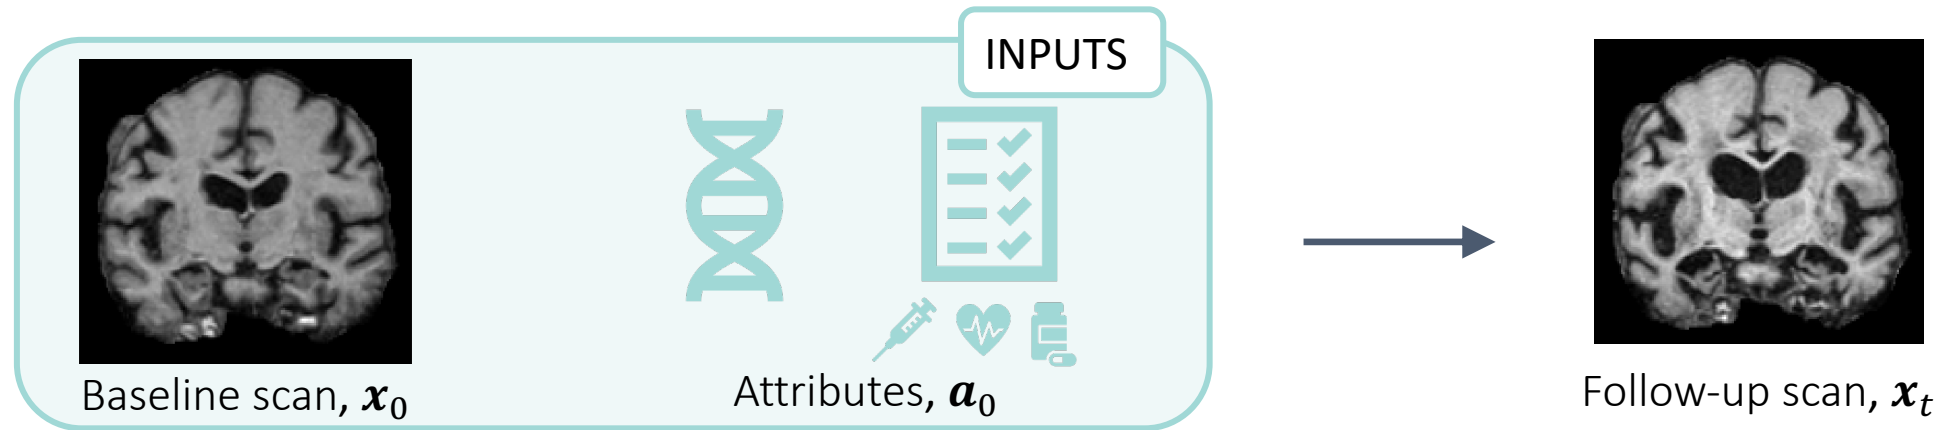 INPUTS
Baseline scan, x₀
Attributes, a₀
Follow-up scan, xₜ